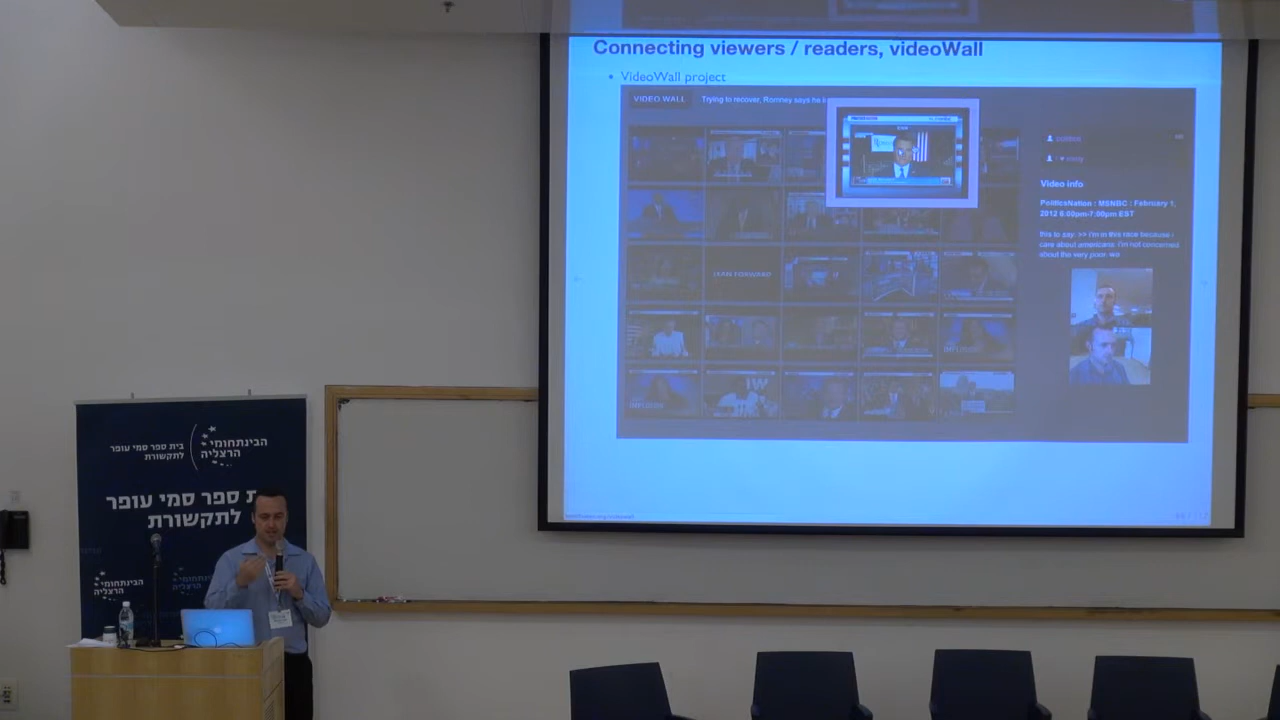 Connecting viewers / readers, videoWall
• VideoWall project
VIDEO WALL
Trying to recover, Romney says he i
Video info
PoliticsNation : MSNBC : February 1,
2012 6:00pm-7:00pm EST
this to say: >> i'm in this race because i
care about americans. i'm not concerned
about the very poor. we
LEAN FORWARD
הבינתחומי
הרצליה
בית ספר סמי עופר
לתקשורת
ת ספר סמי עופר
לתקשורת
הבינתחומי
הרצליה